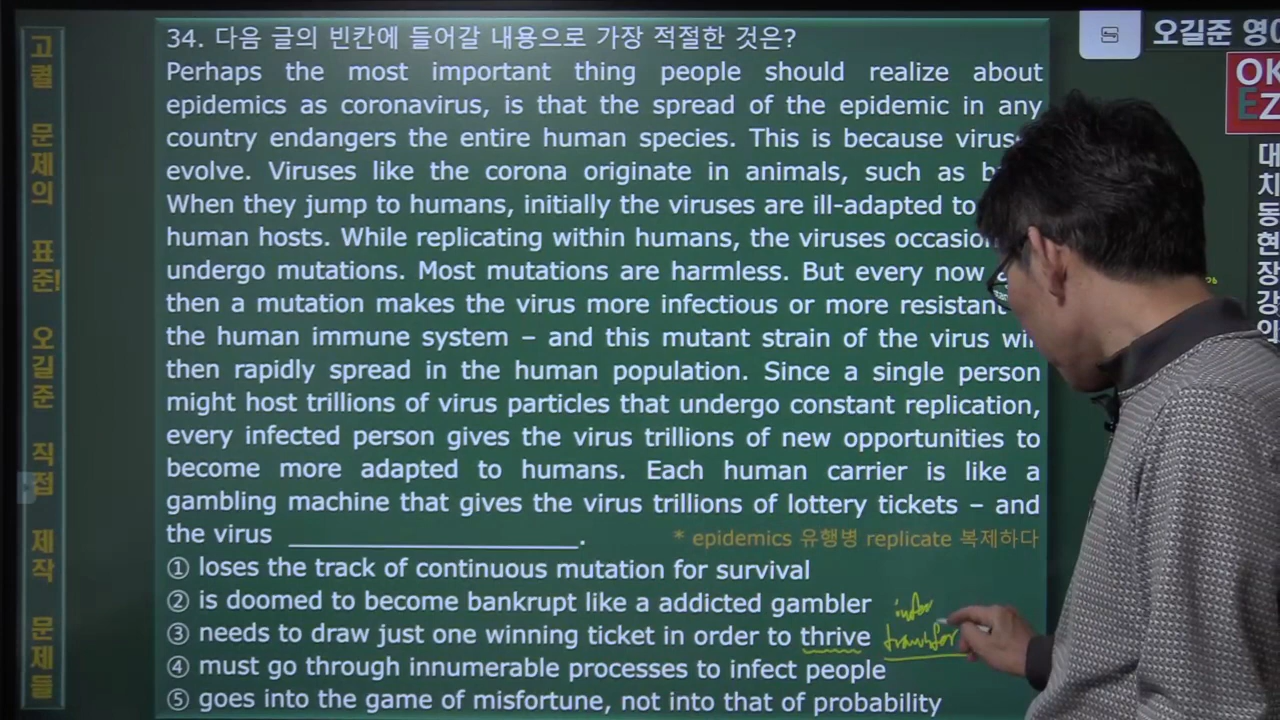 고퀄 문제의 표준! 오길준 직접 제작 문제들
34. 다음 글의 빈칸에 들어갈 내용으로 가장 적절한 것은?
Perhaps the most important thing people should realize about
epidemics as coronavirus, is that the spread of the epidemic in any
country endangers the entire human species. This is because
evolve. Viruses like the corona originate in animals, such as
When they jump to humans, initially the viruses are ill-adapted to
human hosts. While replicating within humans, the viruses
undergo mutations. Most mutations are harmless. But every now
then a mutation makes the virus more infectious or more
the human immune system – and this mutant strain of the virus
then rapidly spread in the human population. Since a single person
might host trillions of virus particles that undergo constant replication,
every infected person gives the virus trillions of new opportunities to
become more adapted to humans. Each human carrier is like a
gambling machine that gives the virus trillions of lottery tickets – and
the virus ____________________.
* epidemics 유행병 replicate 복제하다
① loses the track of continuous mutation for survival
② is doomed to become bankrupt like a addicted gambler
③ needs to draw just one winning ticket in order to thrive
④ must go through innumerable processes to infect people
⑤ goes into the game of misfortune, not into that of probability
오길준
대치동현장강의